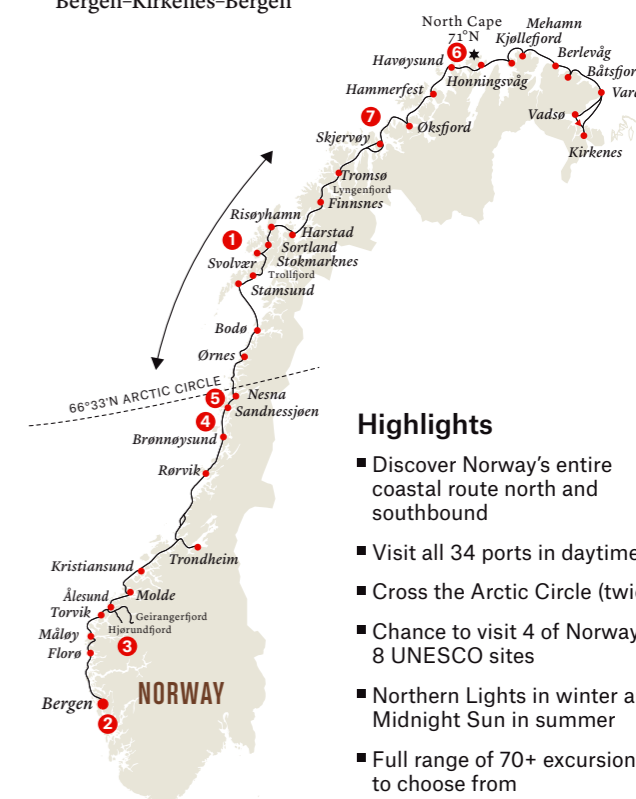 Bergen–Kirkenes–Bergen
North Cape
71°N
Mehamn
Kjøllefjord
Berlevåg
Havøysund
6
Honningsvåg
Båtsfjor
Hammerfest
Vard
7
Øksfjord
Vadsø
Skjervøy
Kirkenes
Tromsø
Lyngenfjord
Finnsnes
Risøyhamn
1
Harstad
Sortland
Svolvær
Stokmarknes
Trollfjord
Stamsund
Bodø
Ørnes
66°33'N ARCTIC CIRCLE
5
Nesna
4
Sandnessjøen
Brønnøysund
Rørvik
Trondheim
Kristiansund
Ålesund
Molde
Torvik
Geirangerfjord
Hjørundfjord
Måløy
3
Florø
Bergen
NORWAY
2
Highlights
Discover Norway's entire
coastal route north and
southbound
Visit all 34 ports in daytime
Cross the Arctic Circle (twic
Chance to visit 4 of Norway
8 UNESCO sites
Northern Lights in winter a
Midnight Sun in summer
Full range of 70+ excursion
to choose from